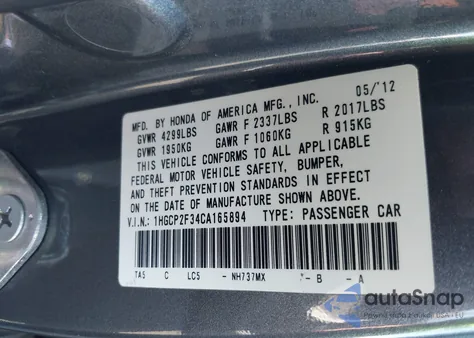 05/'12
MFD. BY HONDA OF AMERICA MFG., INC.
GVWR 4299LBS GAWR F 2337LBS R 2017LBS
GVWR 1950KG GAWR F 1060KG R 915KG
THIS VEHICLE CONFORMS TO ALL APPLICABLE
FEDERAL MOTOR VEHICLE SAFETY, BUMPER,
AND THEFT PREVENTION STANDARDS IN EFFECT
ON THE DATE OF MANUFACTURE SHOWN ABOVE.
V.I.N.: 1HGCP2F34CA165894 TYPE: PASSENGER CAR
TA5 C LC5 - NH737MX - B - A
autoSnap